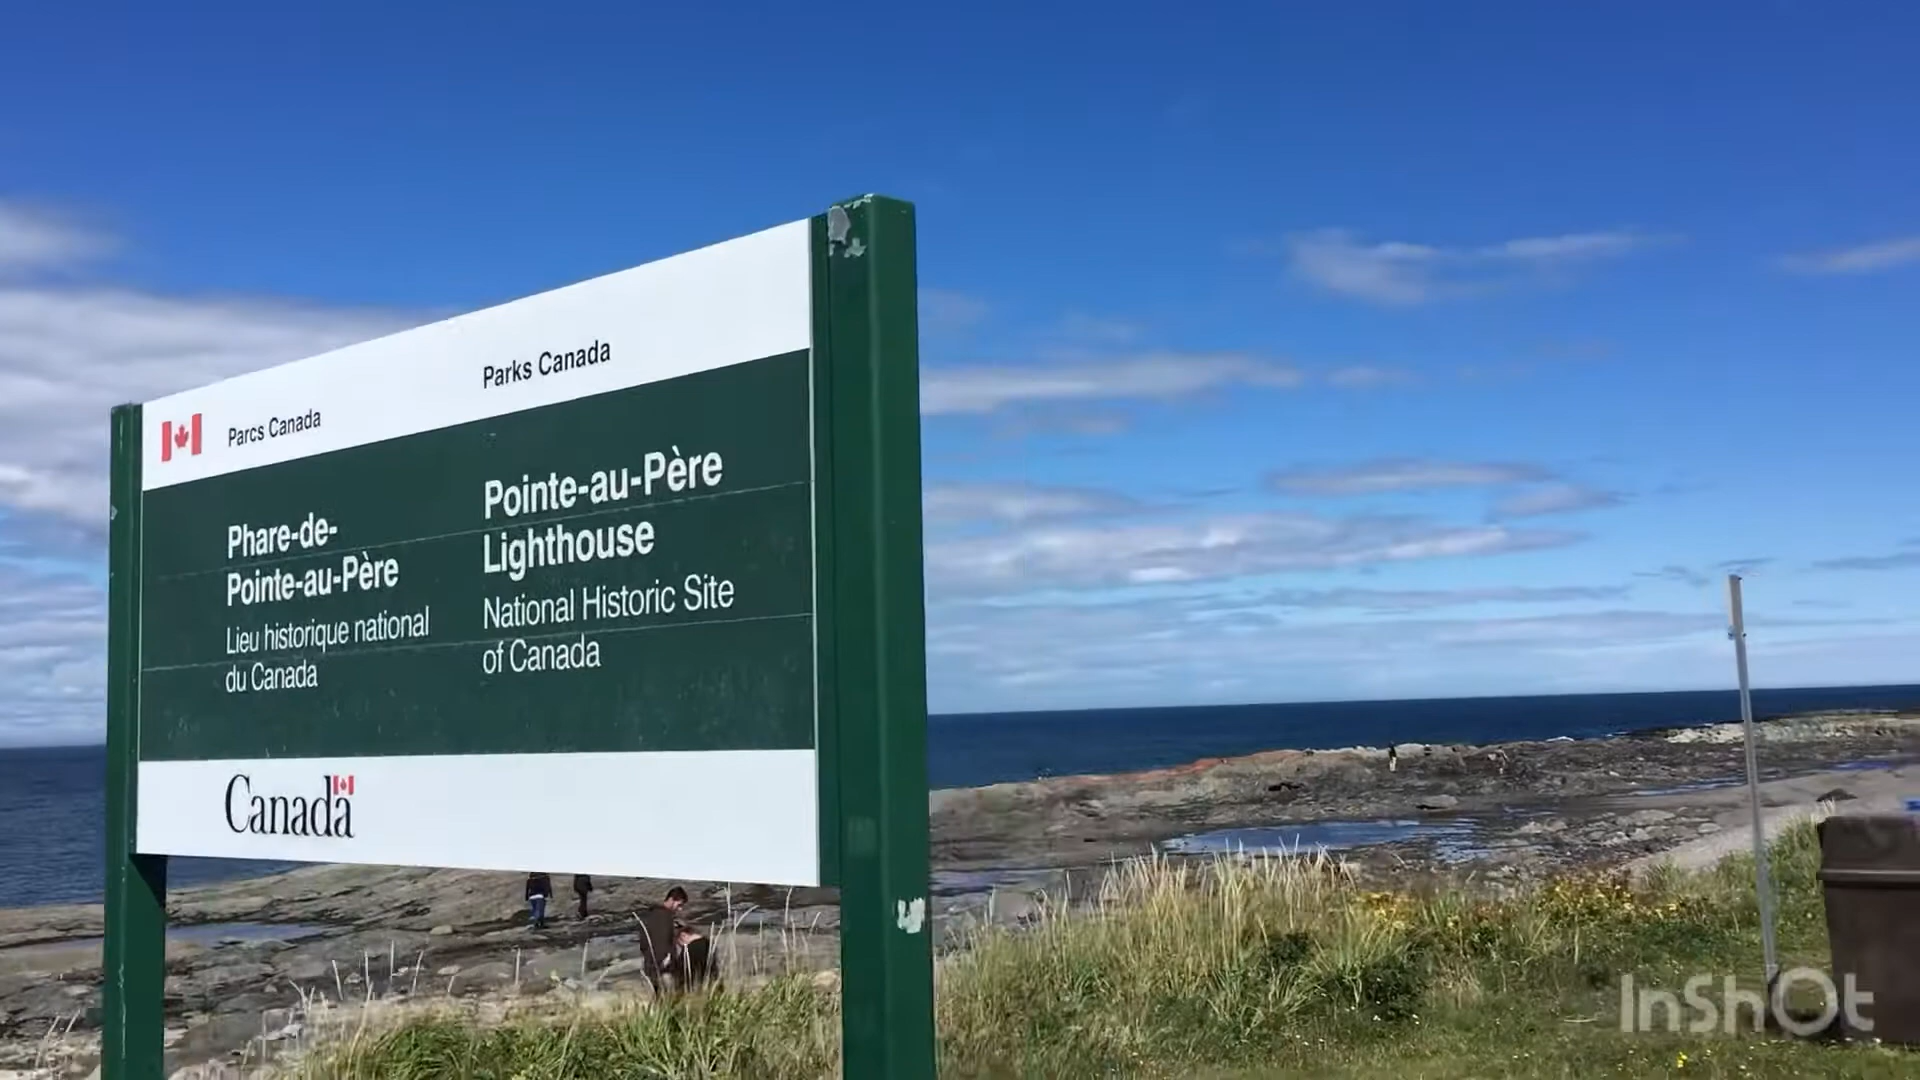 Parcs Canada
Parks Canada
Phare-de-
Pointe-au-Père
Lieu historique national
du Canada
Pointe-au-Père
Lighthouse
National Historic Site
of Canada
Canada
InShOt